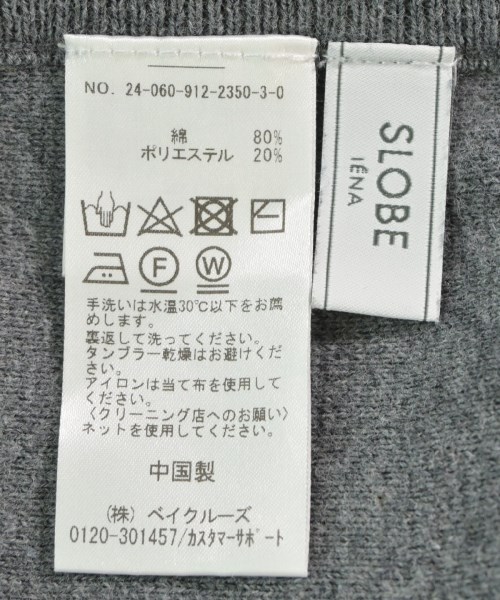 NO. 24-060-912-2350-3-0
綿 80%
ポリエステル 20%
F W
手洗いは水温30℃以下をお薦
めします。
裏返して洗ってください。
タンブラー乾燥はお避けくださ
い。
アイロンは当て布を使用して
ください。
〈クリーニング店へのお願い〉
ネットを使用してください。
中国製
(株) ベイクルーズ
0120-301457/カスタマーサポート
SLOBE
IÉNA